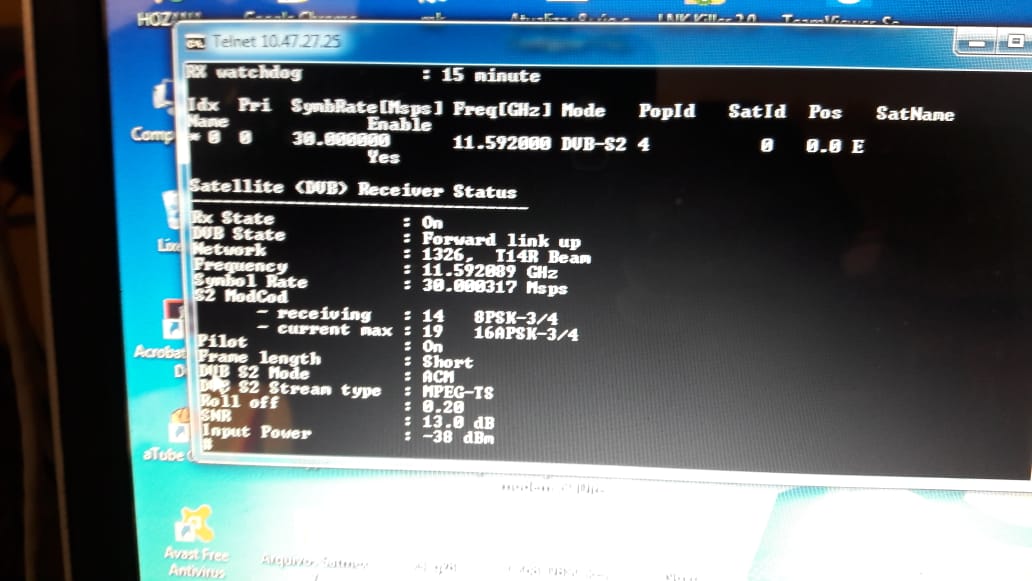 Telnet 10.47.27.25
RX watchdog : 15 minute
Idx Pri SymbRate[Msps] Freq[GHz] Mode PopId SatId Pos SatName
Name Enable
* 0 0 30.000000 11.592000 DVB-S2 4 0 0.0 E
Yes
Satellite (DVB) Receiver Status
Rx State : On
DVB State : Forward link up
Network : 1326, T14R Beam
Frequency : 11.592089 GHz
Symbol Rate : 30.000317 Msps
S2 ModCod
- receiving : 14 8PSK-3/4
- current max : 19 16APSK-3/4
Pilot : On
Frame length : Short
DVB S2 Mode : ACM
DVB S2 Stream type : MPEG-TS
Roll off : 0.20
SNR : 13.0 dB
Input Power : -38 dBm
#
Comp
Lixe
Acrobat
D
aTube
Avast Free
Antivirus